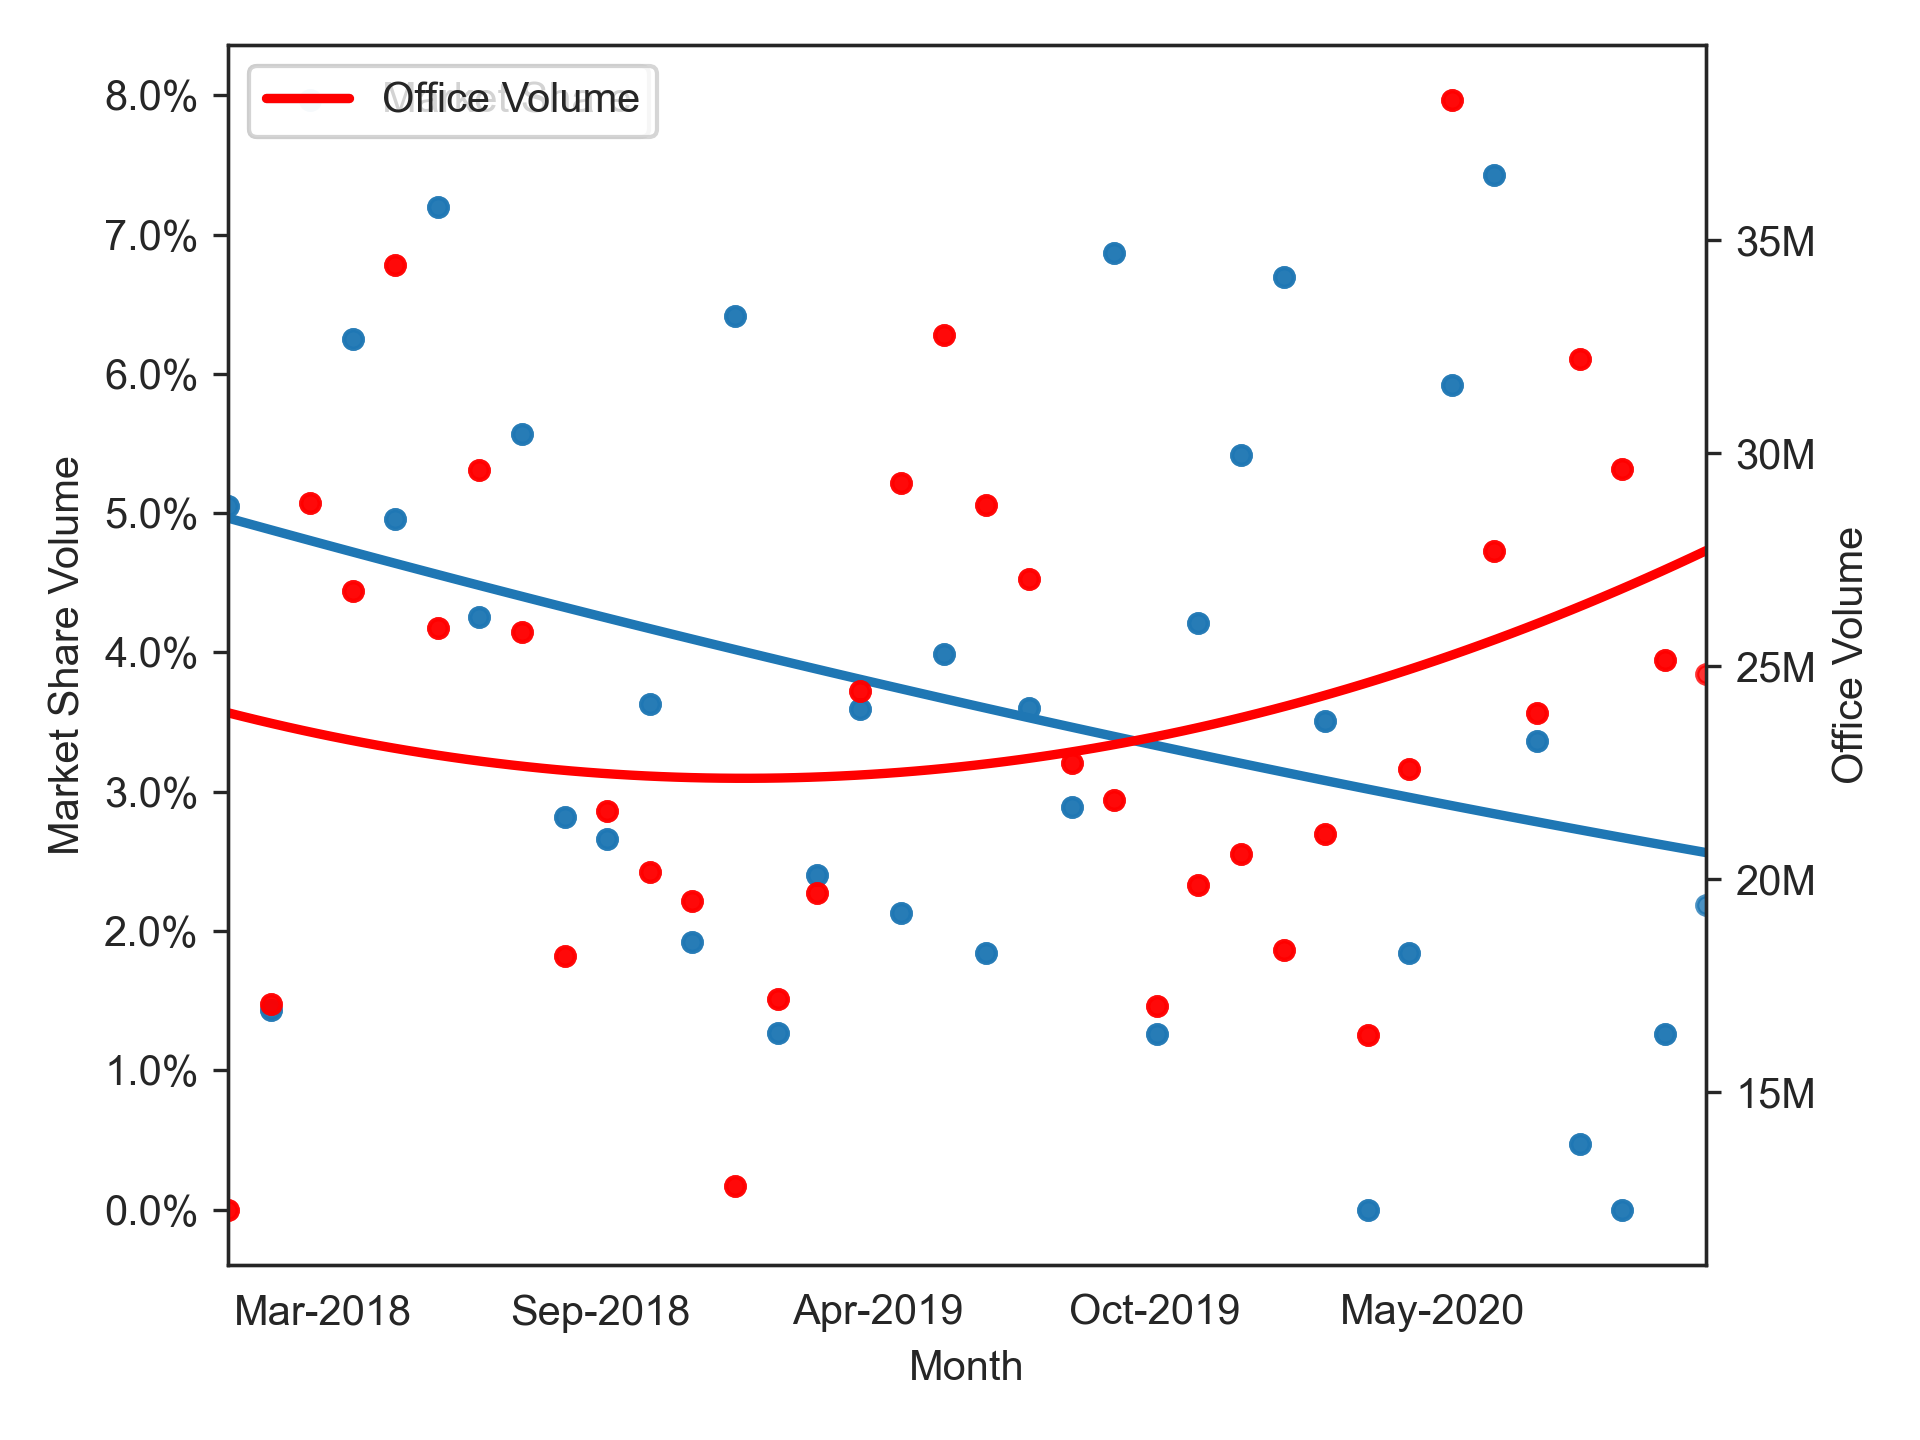 Market Share
Office Volume
8.0%
7.0%
6.0%
5.0%
4.0%
3.0%
2.0%
1.0%
0.0%
Market Share Volume
35M
30M
25M
20M
15M
Office Volume
Mar-2018 Sep-2018 Apr-2019 Oct-2019 May-2020
Month